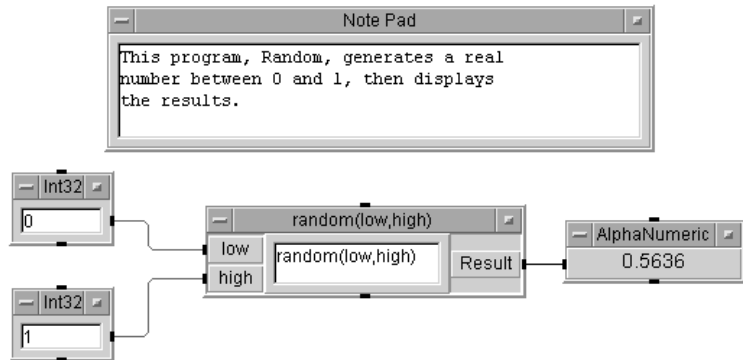 Note Pad
This program, Random, generates a real
number between 0 and 1, then displays
the results.
Int32
0
random(low,high)
low
high
random(low,high)
Result
AlphaNumeric
0.5636
Int32
1